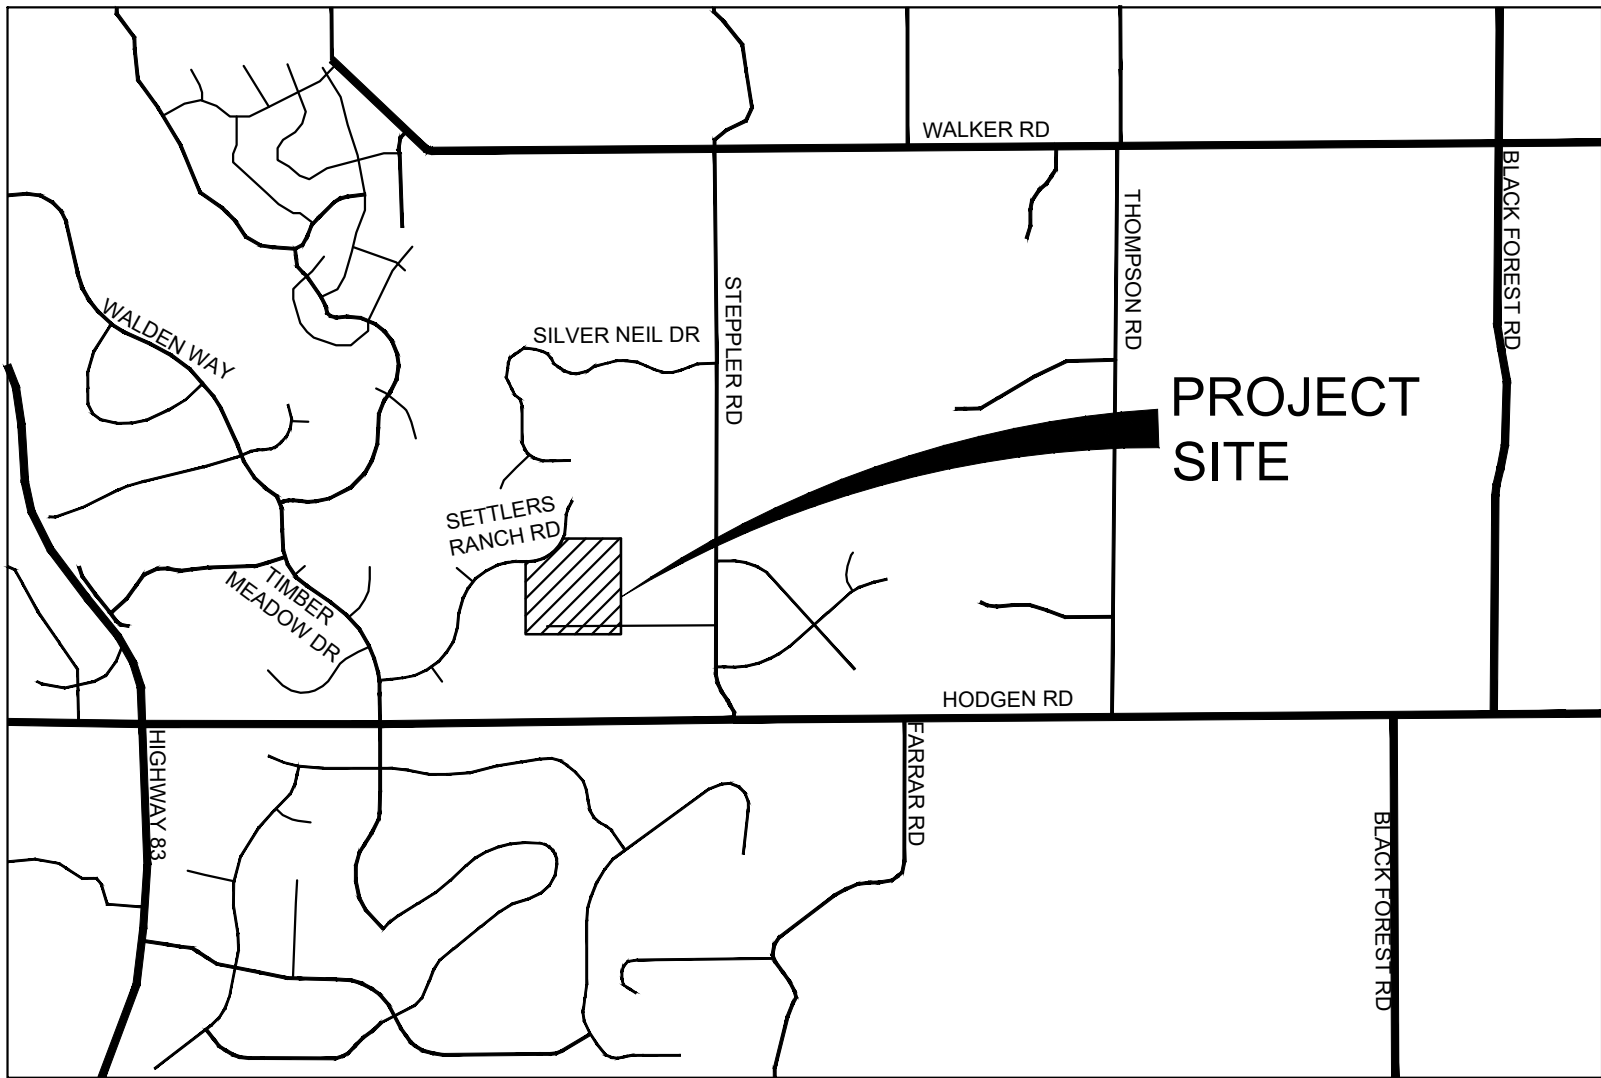 WALKER RD
BLACK FOREST RD
THOMPSON RD
STEPPLER RD
WALDEN WAY
SILVER NEIL DR
PROJECT
SITE
SETTLERS
RANCH RD
TIMBER
MEADOW DR
HODGEN RD
HIGHWAY 83
FARRAR RD
BLACK FOREST RD